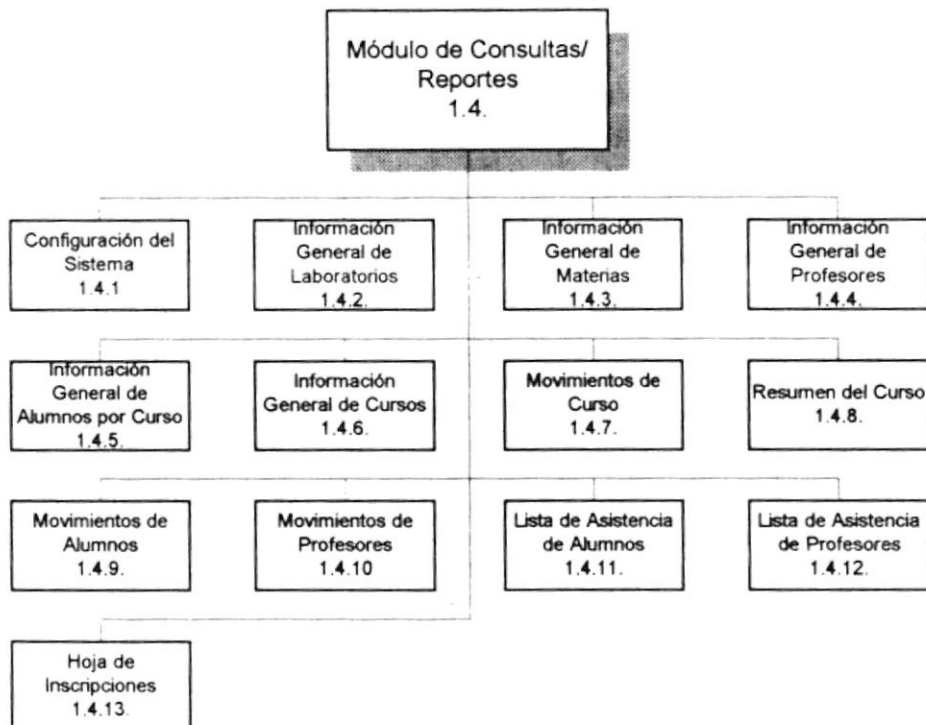 Módulo de Consultas/
Reportes
1.4.
Configuración del
Sistema
1.4.1
Información
General de
Laboratorios
1.4.2.
Información
General de
Materias
1.4.3.
Información
General de
Profesores
1.4.4.
Información
General de
Alumnos por Curso
1.4.5.
Información
General de Cursos
1.4.6.
Movimientos de
Curso
1.4.7.
Resumen del Curso
1.4.8.
Movimientos de
Alumnos
1.4.9.
Movimientos de
Profesores
1.4.10
Lista de Asistencia
de Alumnos
1.4.11.
Lista de Asistencia
de Profesores
1.4.12.
Hoja de
Inscripciones
1.4.13.